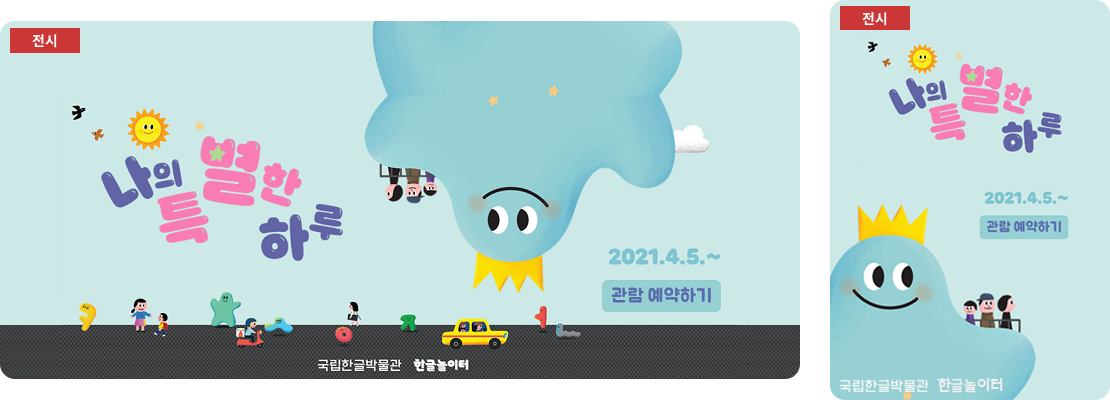 전시
나의
특별한
하루
2021.4.5.~
관람 예약하기
국립한글박물관 한글놀이터
전시
나의
특별한
하루
2021.4.5.~
관람 예약하기
국립한글박물관 한글놀이터